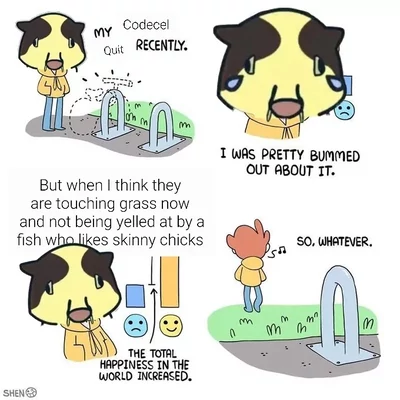 MY Codecel
Quit RECENTLY.
I WAS PRETTY BUMMED
OUT ABOUT IT.
But when I think they
are touching grass now
and not being yelled at by a
fish who likes skinny chicks
THE TOTAL
HAPPINESS IN THE
WORLD INCREASED.
SO, WHATEVER.
SHEN